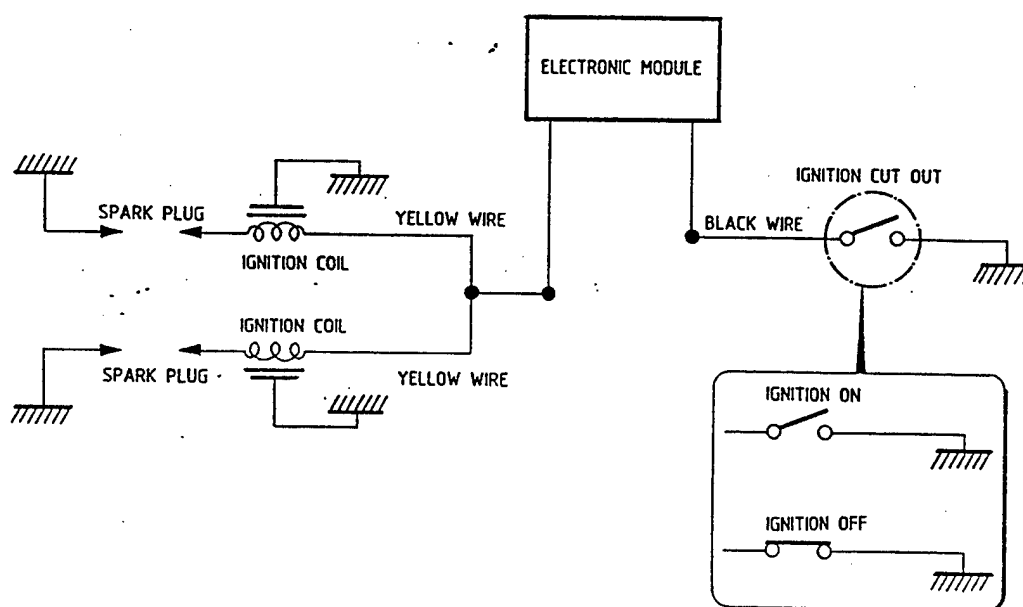 ELECTRONIC MODULE
IGNITION CUT OUT
SPARK PLUG
YELLOW WIRE
BLACK WIRE
IGNITION COIL
IGNITION COIL
SPARK PLUG
YELLOW WIRE
IGNITION ON
IGNITION OFF